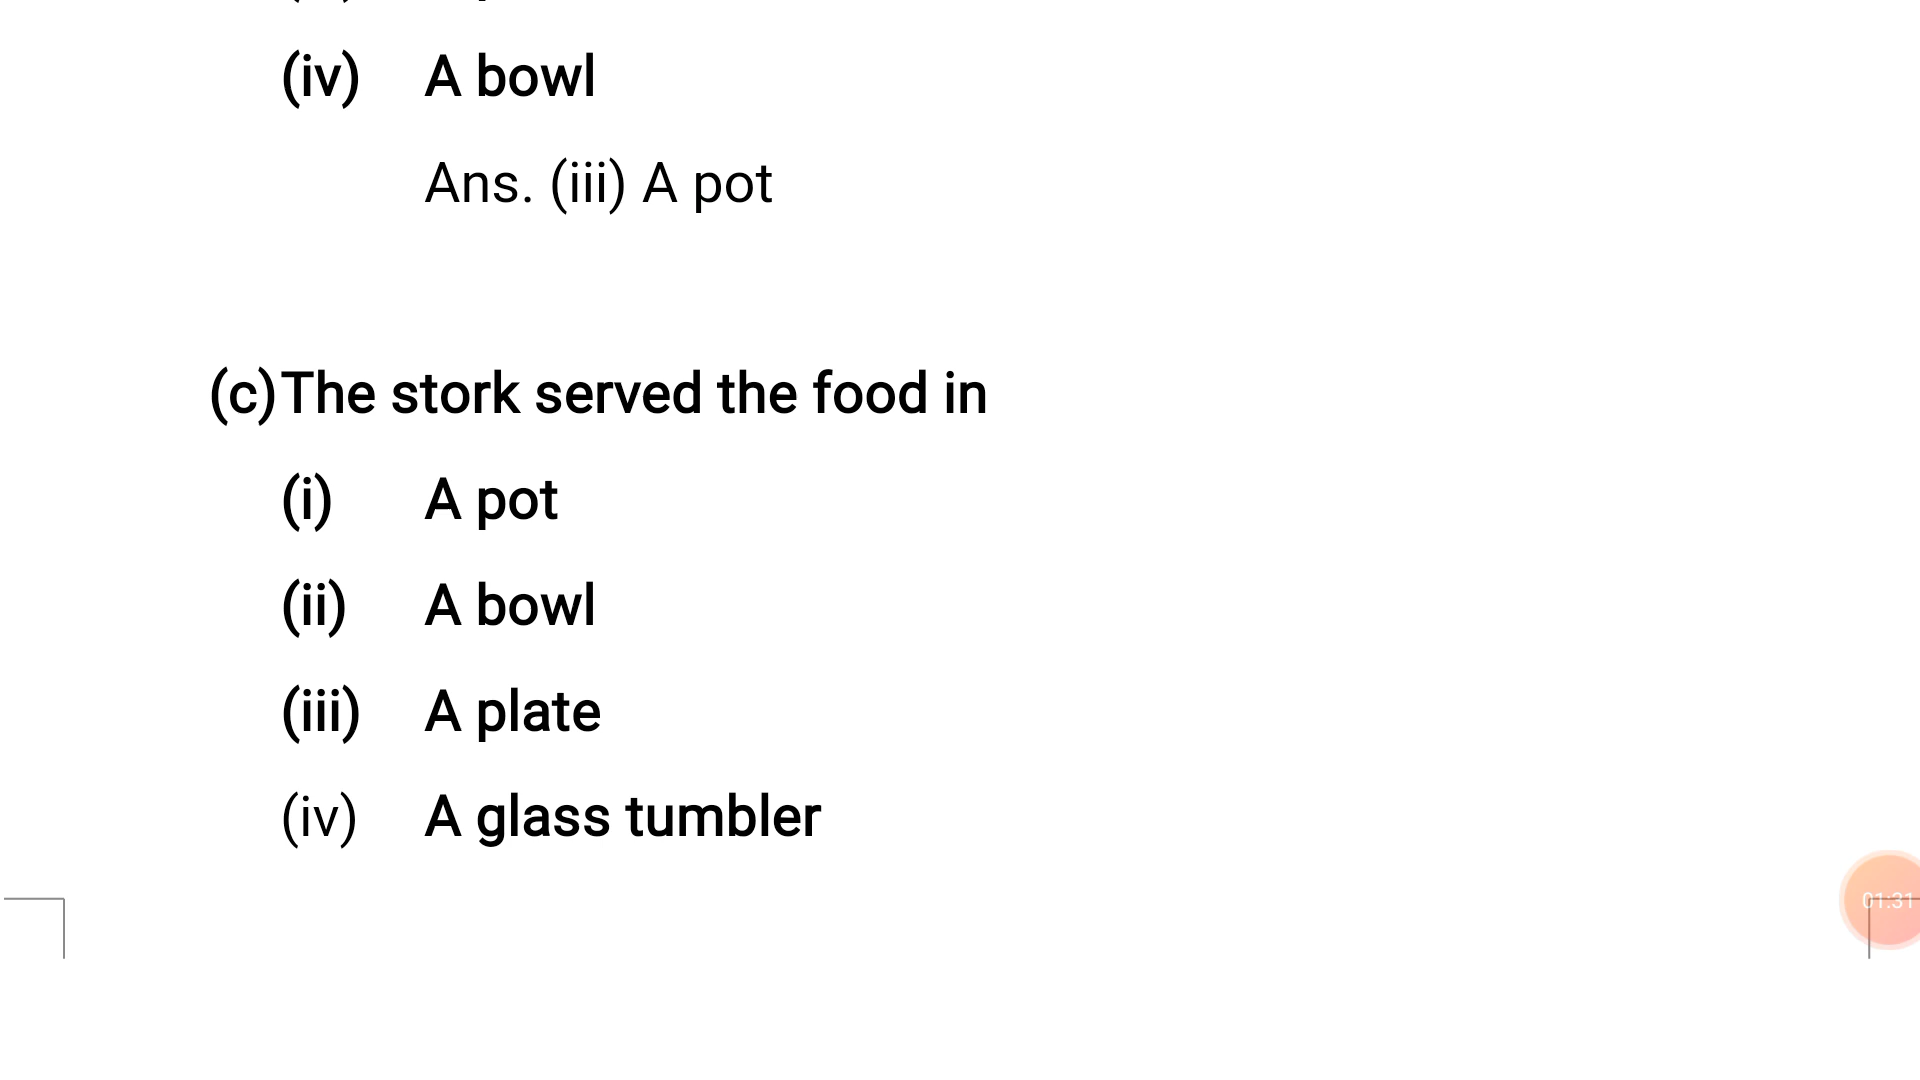 (iv) A bowl
Ans. (iii) A pot
(c) The stork served the food in
(i) A pot
(ii) A bowl
(iii) A plate
(iv) A glass tumbler
01:31